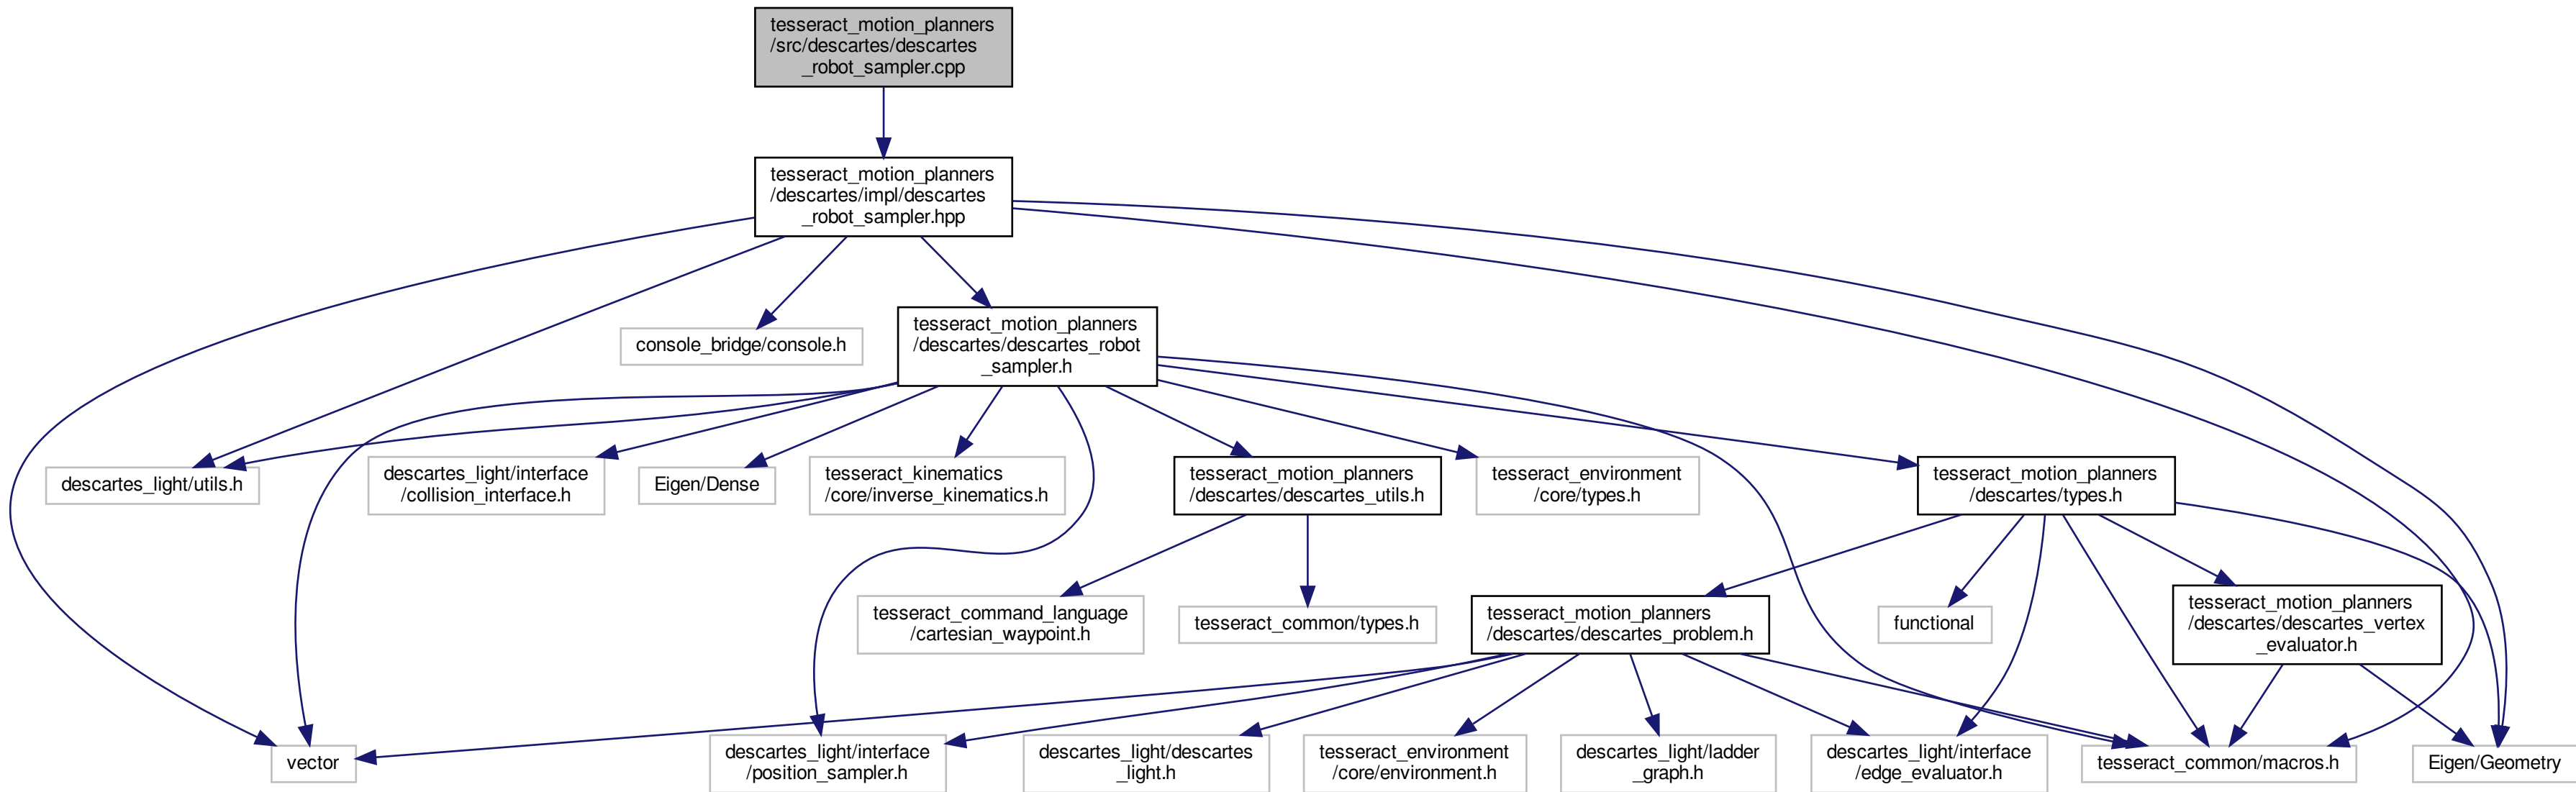 tesseract_motion_planners
/src/descartes/descartes
_robot_sampler.cpp
tesseract_motion_planners
/descartes/impl/descartes
_robot_sampler.hpp
console_bridge/console.h
tesseract_motion_planners
/descartes/descartes_robot
_sampler.h
descartes_light/utils.h
descartes_light/interface
/collision_interface.h
Eigen/Dense
tesseract_kinematics
/core/inverse_kinematics.h
tesseract_motion_planners
/descartes/descartes_utils.h
tesseract_environment
/core/types.h
tesseract_motion_planners
/descartes/types.h
tesseract_command_language
/cartesian_waypoint.h
tesseract_common/types.h
tesseract_motion_planners
/descartes/descartes_problem.h
functional
tesseract_motion_planners
/descartes/descartes_vertex
_evaluator.h
vector
descartes_light/interface
/position_sampler.h
descartes_light/descartes
_light.h
tesseract_environment
/core/environment.h
descartes_light/ladder
_graph.h
descartes_light/interface
/edge_evaluator.h
tesseract_common/macros.h
Eigen/Geometry